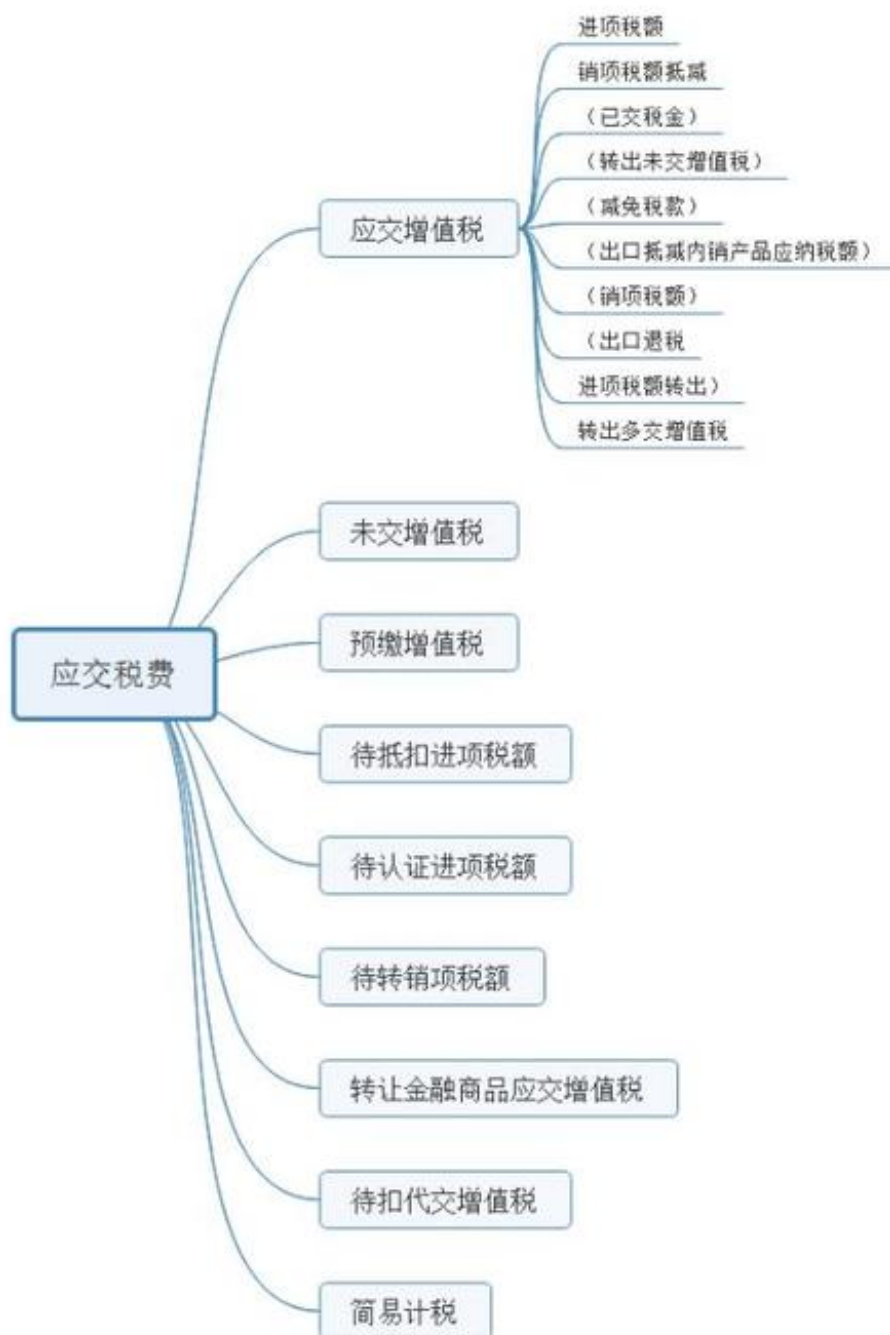 进项税额
销项税额抵减
（已交税金）
（转出未交增值税）
（减免税款）
（出口抵减内销产品应纳税额）
（销项税额）
（出口退税
进项税额转出）
转出多交增值税
应交增值税
未交增值税
预缴增值税
应交税费
待抵扣进项税额
待认证进项税额
待转销项税额
转让金融商品应交增值税
待扣代交增值税
简易计税